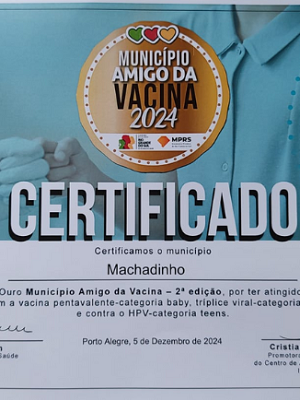 MUNICÍPIO
AMIGO DA
VACINA
2024
MPRS
CERTIFICADO
Certificamos o município
Machadinho
Ouro Município Amigo da Vacina – 2ª edição, por ter atingido
a vacina pentavalente-categoria baby, tríplice viral-categoria
e contra o HPV-categoria teens.
Porto Alegre, 5 de Dezembro de 2024
Saúde
Cristia
Promotora
do Centro de A